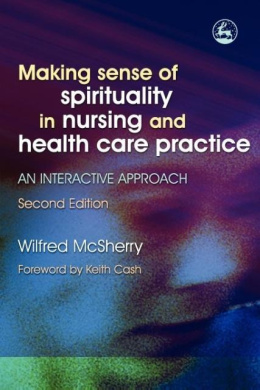 Making sense of
spirituality
in nursing and
health care practice
AN INTERACTIVE APPROACH
Second Edition
Wilfred McSherry
Foreword by Keith Cash